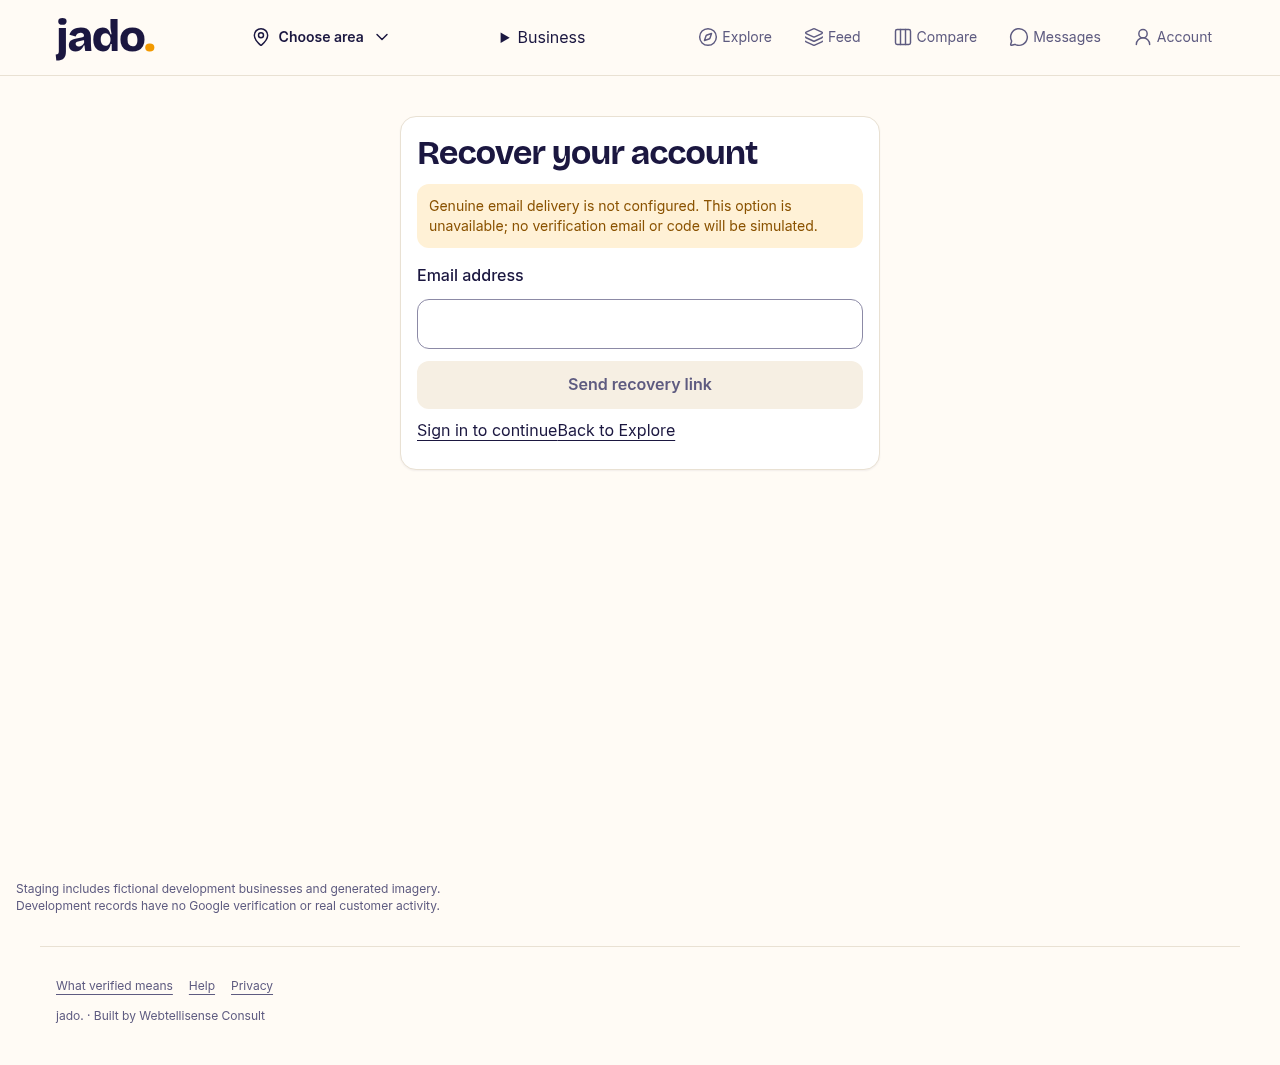 jado.
Choose area
Business
Explore
Feed
Compare
Messages
Account
Recover your account
Genuine email delivery is not configured. This option is
unavailable; no verification email or code will be simulated.
Email address
Send recovery link
Sign in to continueBack to Explore
Staging includes fictional development businesses and generated imagery.
Development records have no Google verification or real customer activity.
What verified means Help Privacy
jado. · Built by Webtellisense Consult